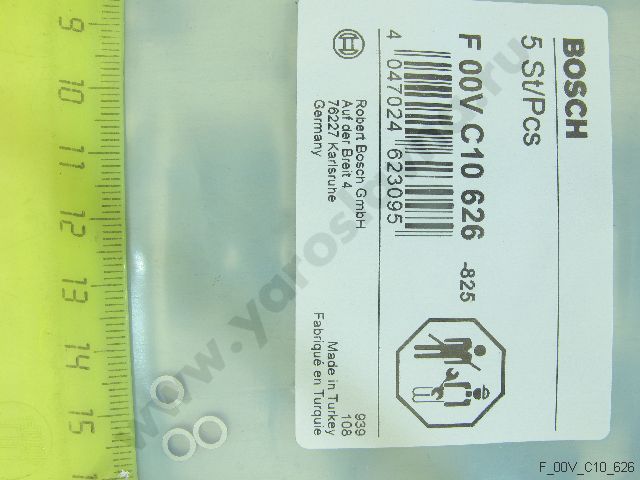 BOSCH
5 St/Pcs
F 00V C10 626
-825
4 047024 623095
Robert Bosch GmbH
Auf der Breit 4
76227 Karlsruhe
Germany
939
108
Made in Turkey
Fabriqué en Turquie
9
10
11
12
13
14
15
F_00V_C10_626